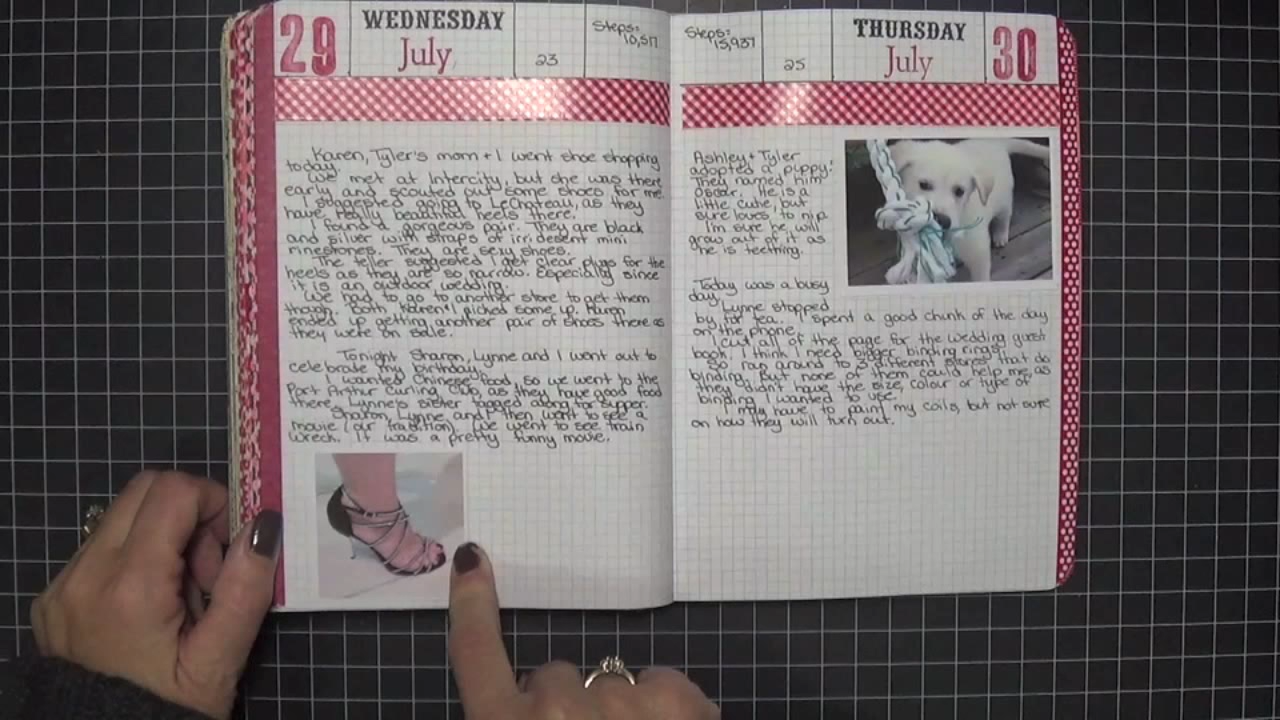 29
WEDNESDAY
July
23
Steps:
10,517
Karen, Tyler's mom + I went shoe shopping
today.
We met at Intercity, but she was there
early and scouted out some shoes for me.
I suggested going to LeChateau, as they
have really beautiful heels there.
I found a gorgeous pair. They are black
and silver with straps of irridesent mini
rinestones. They are sexy shoes.
The teller suggested I get clear plugs for the
heels as they are so narrow. Especially since
it is an outdoor wedding.
We had to go to another store to get them
though. Both Karen + I picked some up. Karen
ended up getting another pair of shoes there as
they were on sale.
Tonight Sharon, Lynne and I went out to
celebrate my birthday.
I wanted Chinese food, so we went to the
Port Arthur Curling Club, as they have good food
there. Lynne's sister tagged along for supper.
Sharon, Lynne and I then went to see a
movie (our tradition). We went to see train
wreck. It was a pretty funny movie.
Steps:
15,937
25
THURSDAY
July
30
Ashley + Tyler
adopted a puppy!
They named him
Oscar. He is a
little cutie, but
sure loves to nip.
I'm sure he will
grow out of it as
he is teething.
Today was a busy
day.
Lynne stopped
by for tea. I spent a good chunk of the day
on the phone.
I cut all of the page for the wedding guest
book. I think I need bigger binding rings.
So ran around to 3 different stores that do
binding, but none of them could help me, as
they didn't have the size, colour or type of
binding I wanted to use.
I may have to paint my coils, but not sure
on how they will turn out.